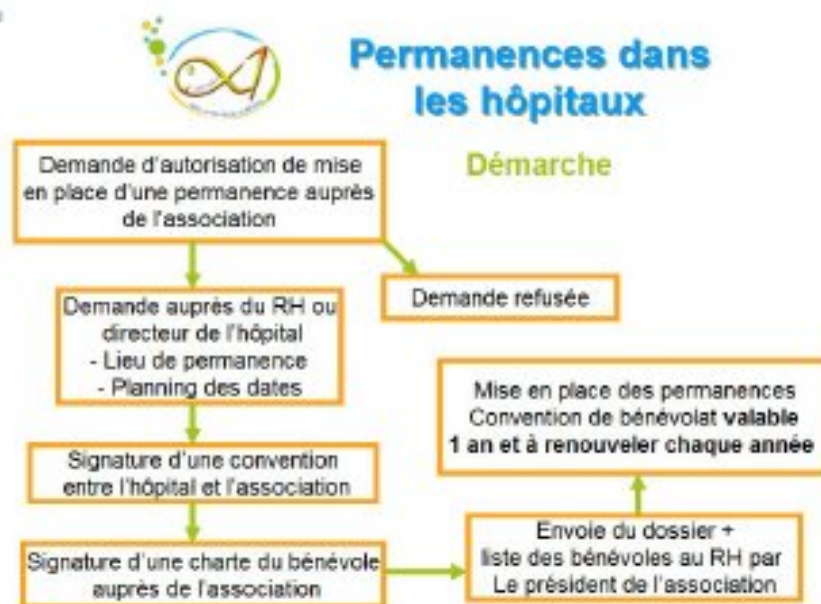 Permanences dans
les hôpitaux
Démarche
Demande d'autorisation de mise
en place d'une permanence auprès
de l'association
Demande refusée
Demande auprès du RH ou
directeur de l'hôpital
- Lieu de permanence
- Planning des dates
Signature d'une convention
entre l'hôpital et l'association
Signature d'une charte du bénévole
auprès de l'association
Envoie du dossier +
liste des bénévoles au RH par
Le président de l'association
Mise en place des permanences
Convention de bénévolat valable
1 an et à renouveler chaque année